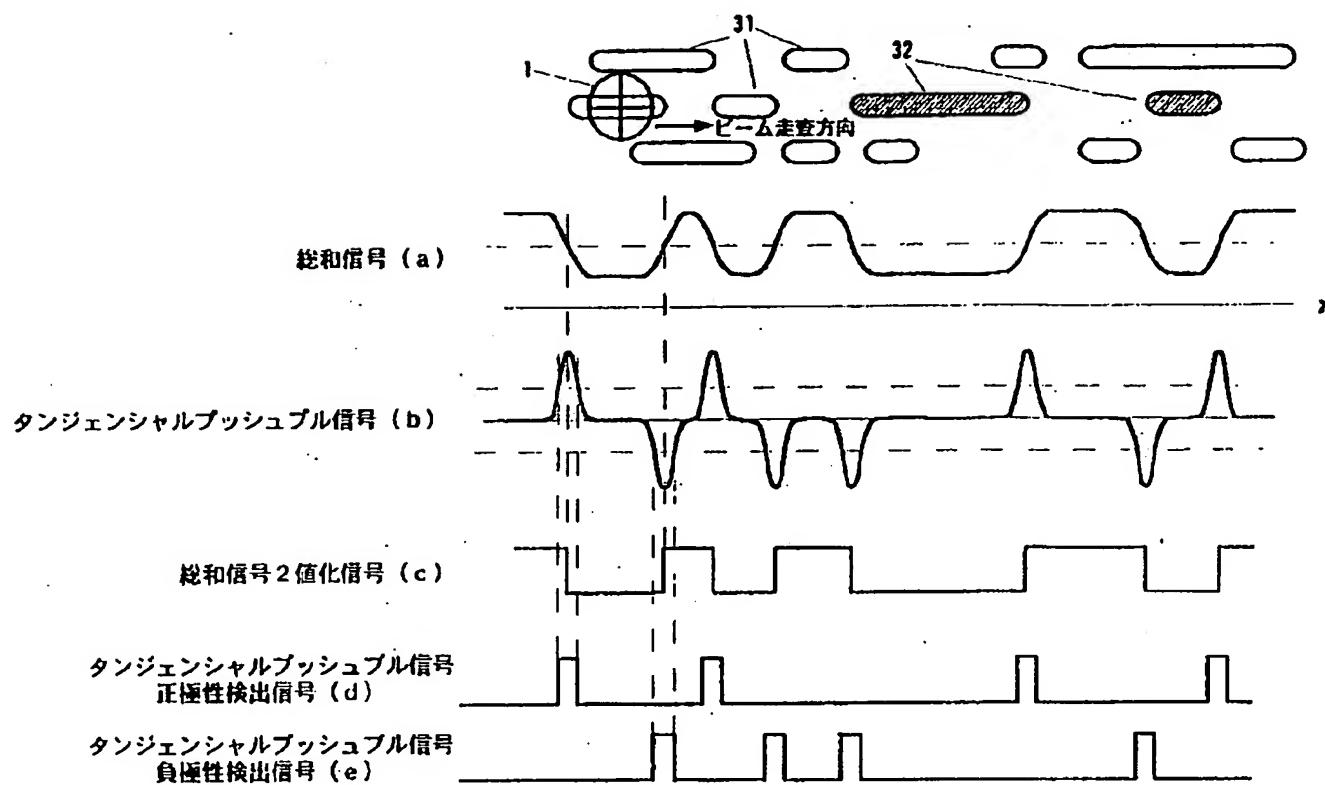 31
32
1
ビーム走査方向
総和信号 (a)
タンジェンシャルプッシュプル信号 (b)
総和信号2値化信号 (c)
タンジェンシャルプッシュプル信号
正極性検出信号 (d)
タンジェンシャルプッシュプル信号
負極性検出信号 (e)